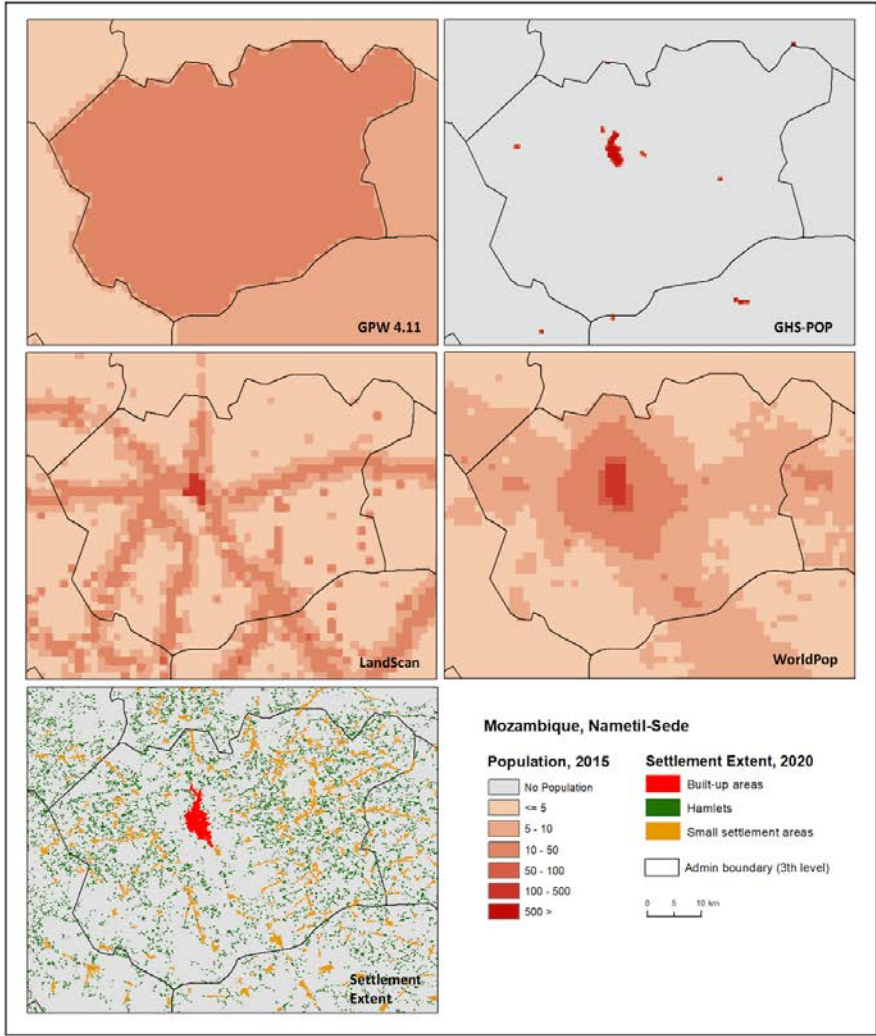 GPW 4.11
GHS-POP
LandScan
WorldPop
Settlement
Extent
Mozambique, Nametil-Sede
Population, 2015
No Population
<= 5
5 - 10
10 - 50
50 - 100
100 - 500
500 >
Settlement Extent, 2020
Built-up areas
Hamlets
Small settlement areas
Admin boundary (3th level)
0 5 10 km